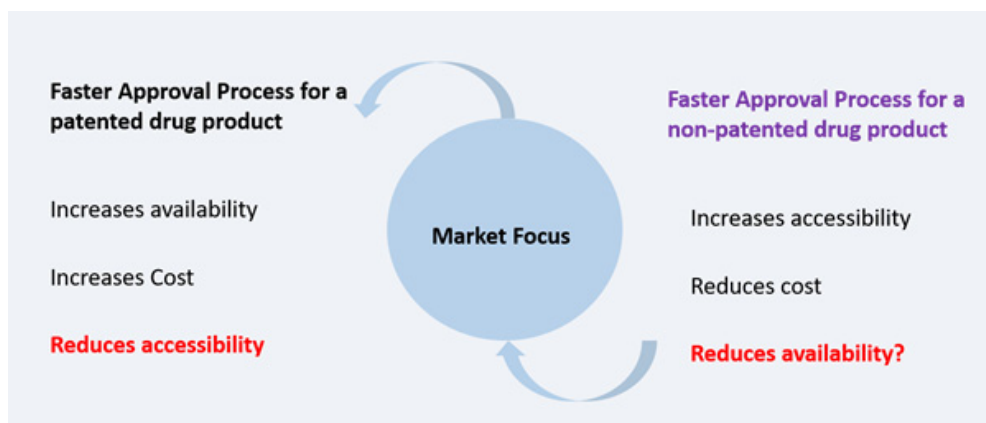 Faster Approval Process for a
patented drug product
Increases availability
Increases Cost
Reduces accessibility
Market Focus
Faster Approval Process for a
non-patented drug product
Increases accessibility
Reduces cost
Reduces availability?